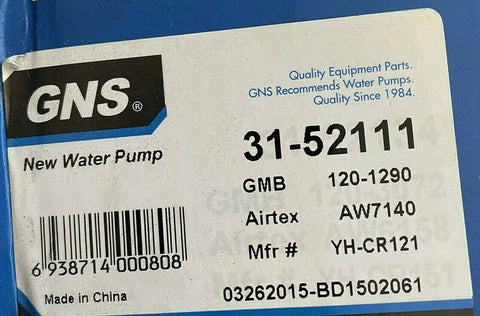 GNS®
Quality Equipment Parts.
GNS Recommends Water Pumps.
Quality Since 1984.
New Water Pump
31-52111
GMB 120-1290
Airtex AW7140
Mfr # YH-CR121
6 938714 000808
Made in China
03262015-BD1502061